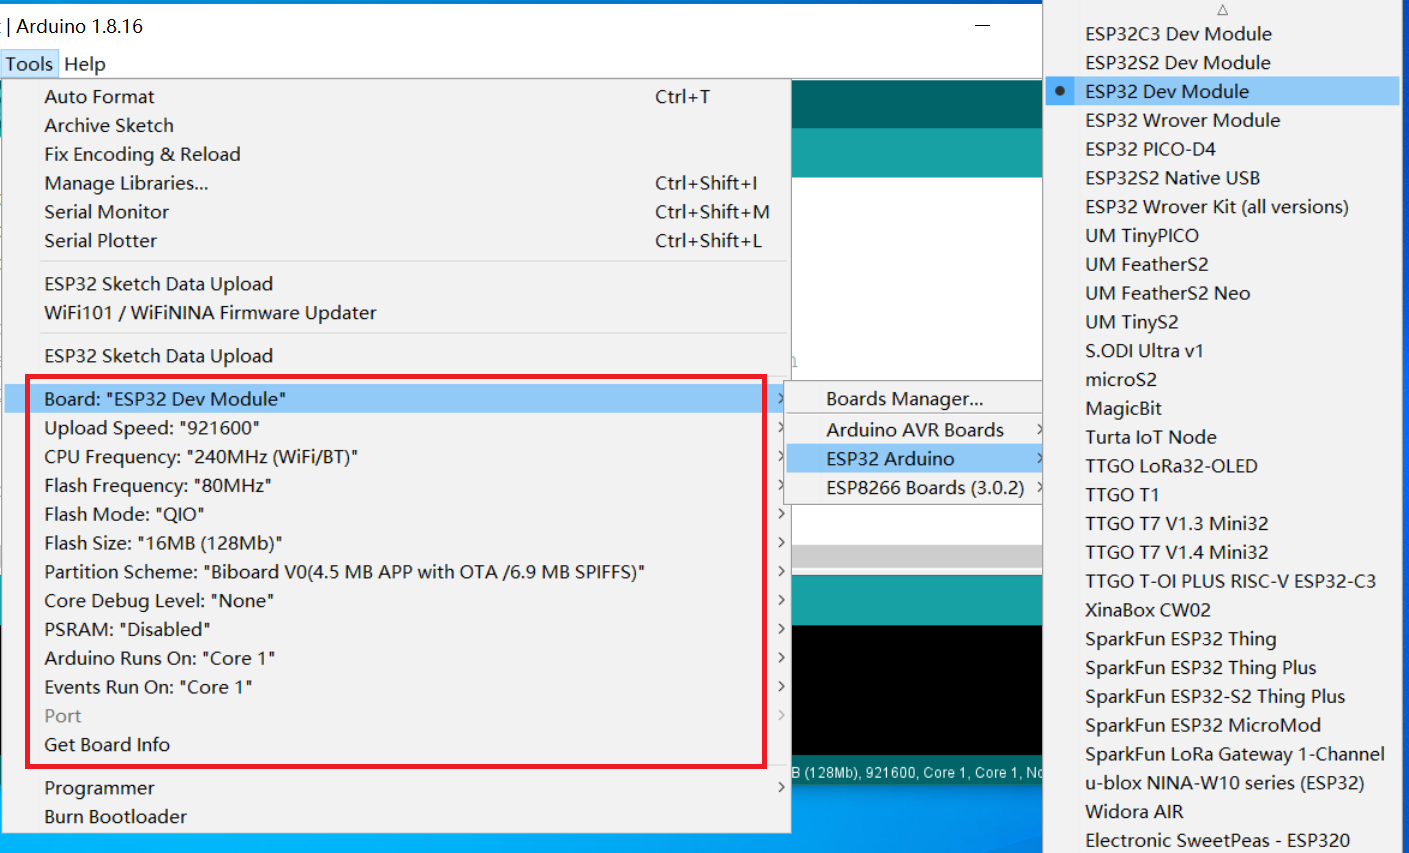 | Arduino 1.8.16
Tools Help
Auto Format Ctrl+T
Archive Sketch
Fix Encoding & Reload
Manage Libraries... Ctrl+Shift+I
Serial Monitor Ctrl+Shift+M
Serial Plotter Ctrl+Shift+L
ESP32 Sketch Data Upload
WiFi101 / WiFiNINA Firmware Updater
ESP32 Sketch Data Upload
Board: "ESP32 Dev Module"
Upload Speed: "921600"
CPU Frequency: "240MHz (WiFi/BT)"
Flash Frequency: "80MHz"
Flash Mode: "QIO"
Flash Size: "16MB (128Mb)"
Partition Scheme: "Biboard V0(4.5 MB APP with OTA /6.9 MB SPIFFS)"
Core Debug Level: "None"
PSRAM: "Disabled"
Arduino Runs On: "Core 1"
Events Run On: "Core 1"
Port
Get Board Info
Programmer
Burn Bootloader
Boards Manager...
Arduino AVR Boards
ESP32 Arduino
ESP8266 Boards (3.0.2)
B (128Mb), 921600, Core 1, Core 1, No
ESP32C3 Dev Module
ESP32S2 Dev Module
ESP32 Dev Module
ESP32 Wrover Module
ESP32 PICO-D4
ESP32S2 Native USB
ESP32 Wrover Kit (all versions)
UM TinyPICO
UM FeatherS2
UM FeatherS2 Neo
UM TinyS2
S.ODI Ultra v1
microS2
MagicBit
Turta IoT Node
TTGO LoRa32-OLED
TTGO T1
TTGO T7 V1.3 Mini32
TTGO T7 V1.4 Mini32
TTGO T-OI PLUS RISC-V ESP32-C3
XinaBox CW02
SparkFun ESP32 Thing
SparkFun ESP32 Thing Plus
SparkFun ESP32-S2 Thing Plus
SparkFun ESP32 MicroMod
SparkFun LoRa Gateway 1-Channel
u-blox NINA-W10 series (ESP32)
Widora AIR
Electronic SweetPeas - ESP320